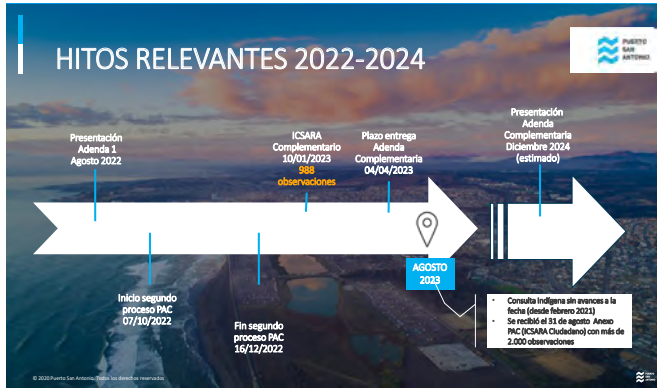 HITOS RELEVANTES 2022-2024
PUERTO
SAN
ANTONIO
Presentación
Adenda 1
Agosto 2022
ICSARA
Complementario
10/01/2023
988
observaciones
Plazo entrega
Adenda
Complementaria
04/04/2023
Presentación
Adenda
Complementaria
Diciembre 2024
(estimado)
AGOSTO
2023
Inicio segundo
proceso PAC
07/10/2022
Fin segundo
proceso PAC
16/12/2022
• Consulta Indígena sin avances a la
fecha (desde febrero 2021)
• Se recibió el 31 de agosto Anexo
PAC (ICSARA Ciudadano) con más de
2.000 observaciones
© 2020 Puerto San Antonio. Todos los derechos reservados